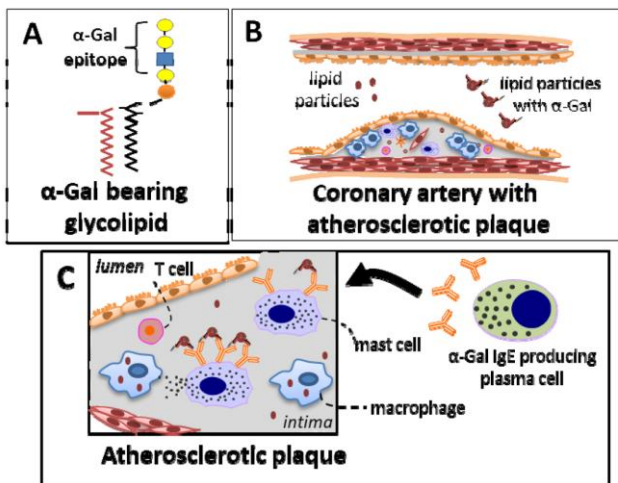 A
α-Gal
epitope
α-Gal bearing
glycolipid
B
lipid
particles
lipid particles
with α-Gal
Coronary artery with
atherosclerotic plaque
C
lumen
T cell
mast cell
macrophage
intima
α-Gal IgE producing
plasma cell
Atherosclerotic plaque